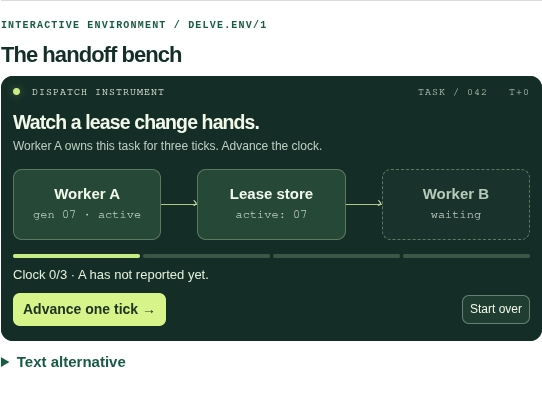 INTERACTIVE ENVIRONMENT / DELVE.ENV/1
The handoff bench
DISPATCH INSTRUMENT TASK / 042 T+0
Watch a lease change hands.
Worker A owns this task for three ticks. Advance the clock.
Worker A Lease store Worker B
gen 07 · active active: 07 waiting
Clock 0/3 · A has not reported yet.
Advance one tick → Start over
Text alternative